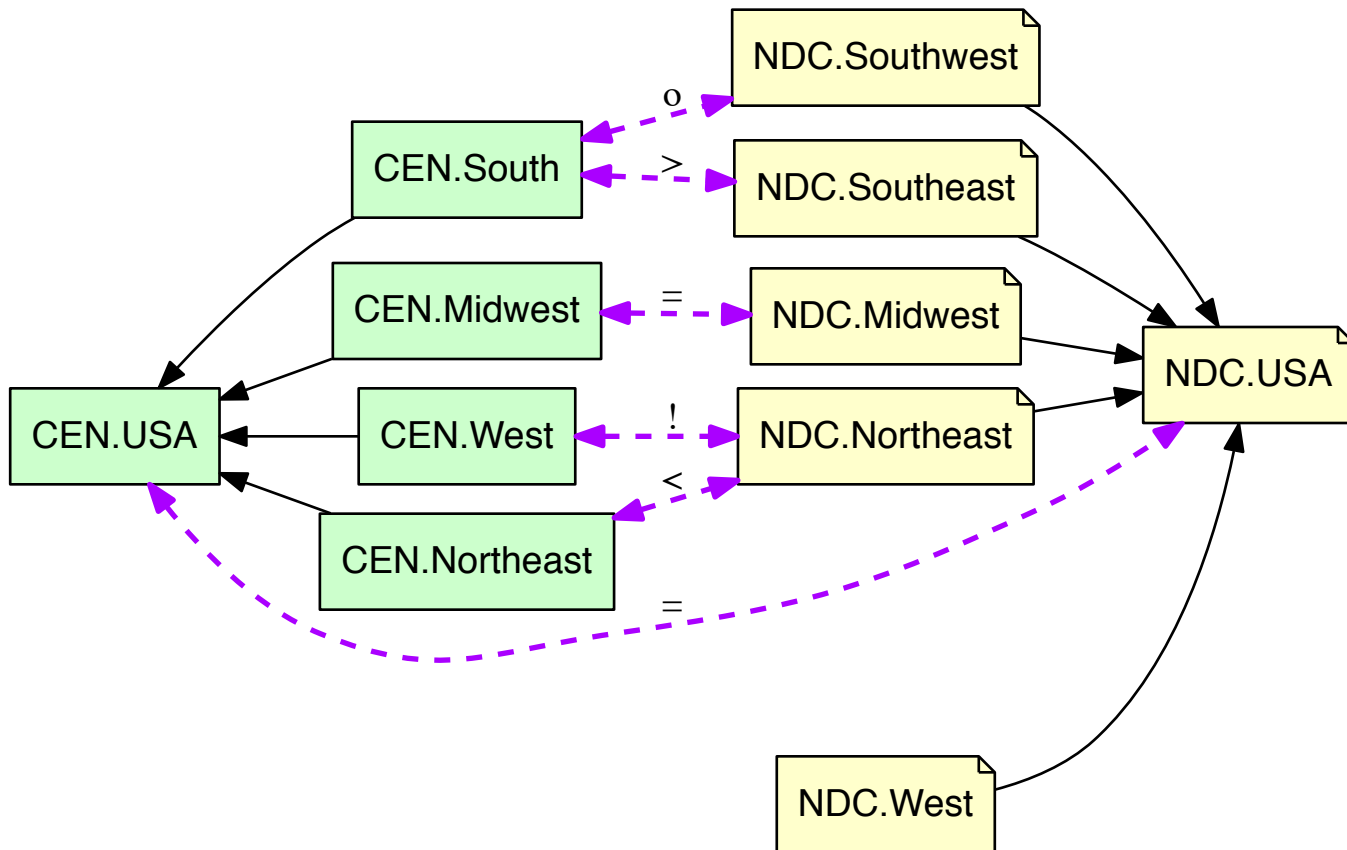 NDC.Southwest
o
CEN.South
>
NDC.Southeast
CEN.Midwest
=
NDC.Midwest
NDC.USA
CEN.USA
CEN.West
!
NDC.Northeast
<
CEN.Northeast
=
NDC.West